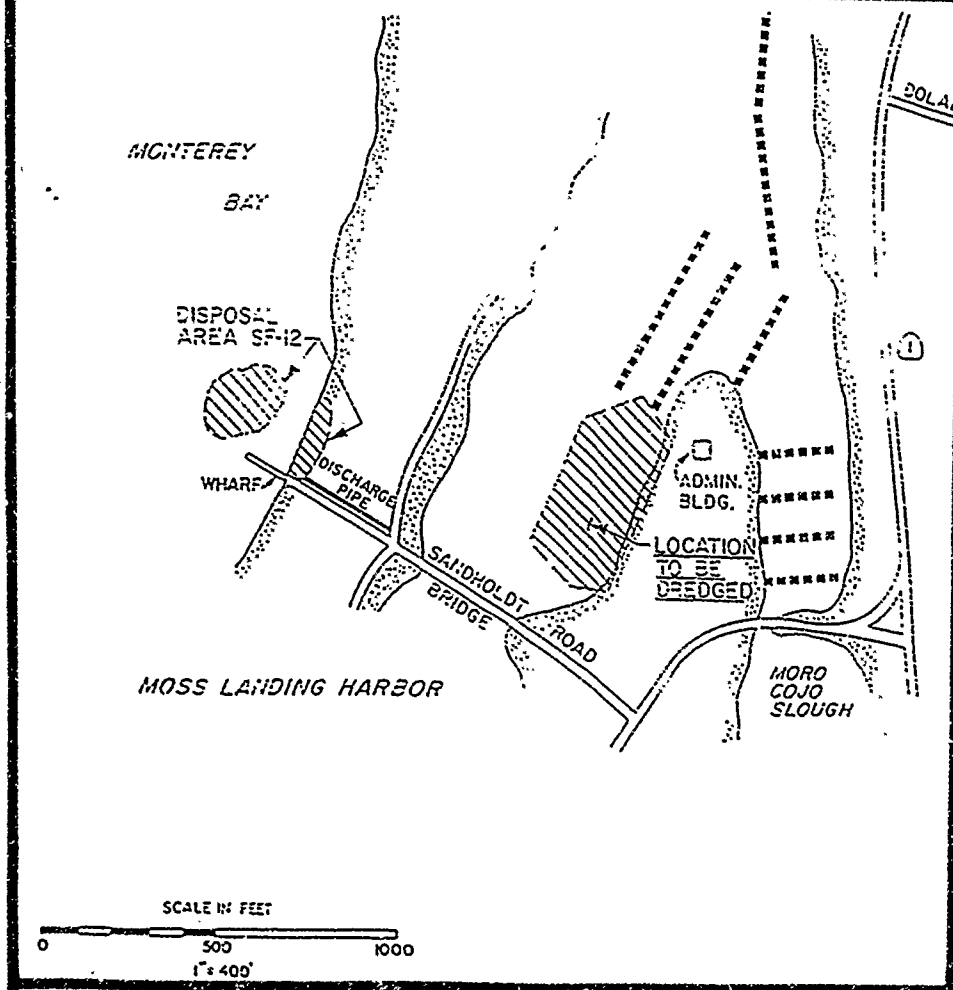 MONTEREY
BAY
DISPOSAL
AREA SF-12
WHARF
DISCHARGE
PIPE
SANDHOLDT
BRIDGE
ROAD
ADMIN.
BLDG.
LOCATION
TO BE
DREDGED
1
MOSS LANDING HARBOR
MORO
COJO
SLOUGH
SCALE IN FEET
0 500 1000
1" = 400'